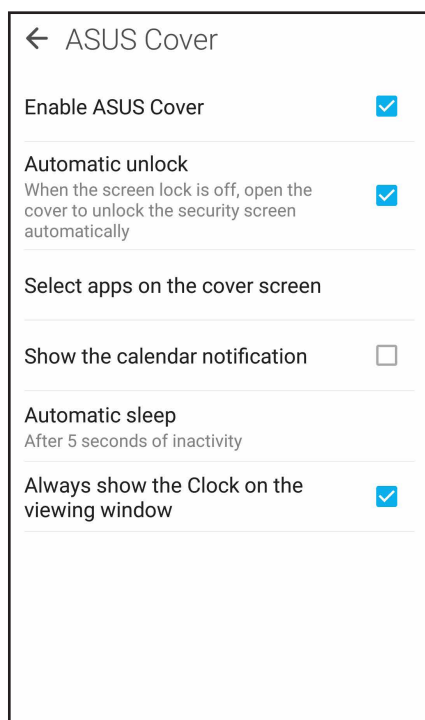 ASUS Cover
Enable ASUS Cover
Automatic unlock
When the screen lock is off, open the
cover to unlock the security screen
automatically
Select apps on the cover screen
Show the calendar notification
Automatic sleep
After 5 seconds of inactivity
Always show the Clock on the
viewing window